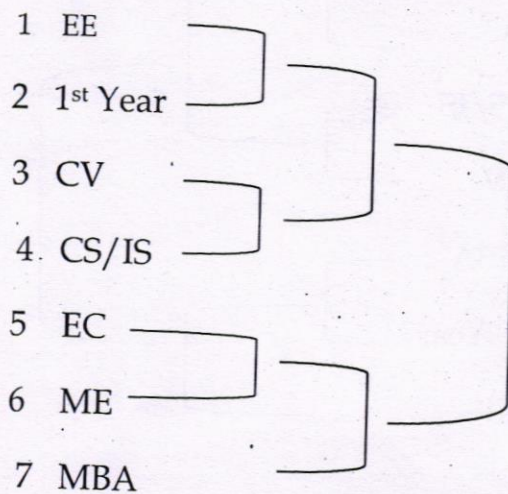 1 EE
2 1st Year
3 CV
4. CS/IS
5 EC
6 ME
7 MBA